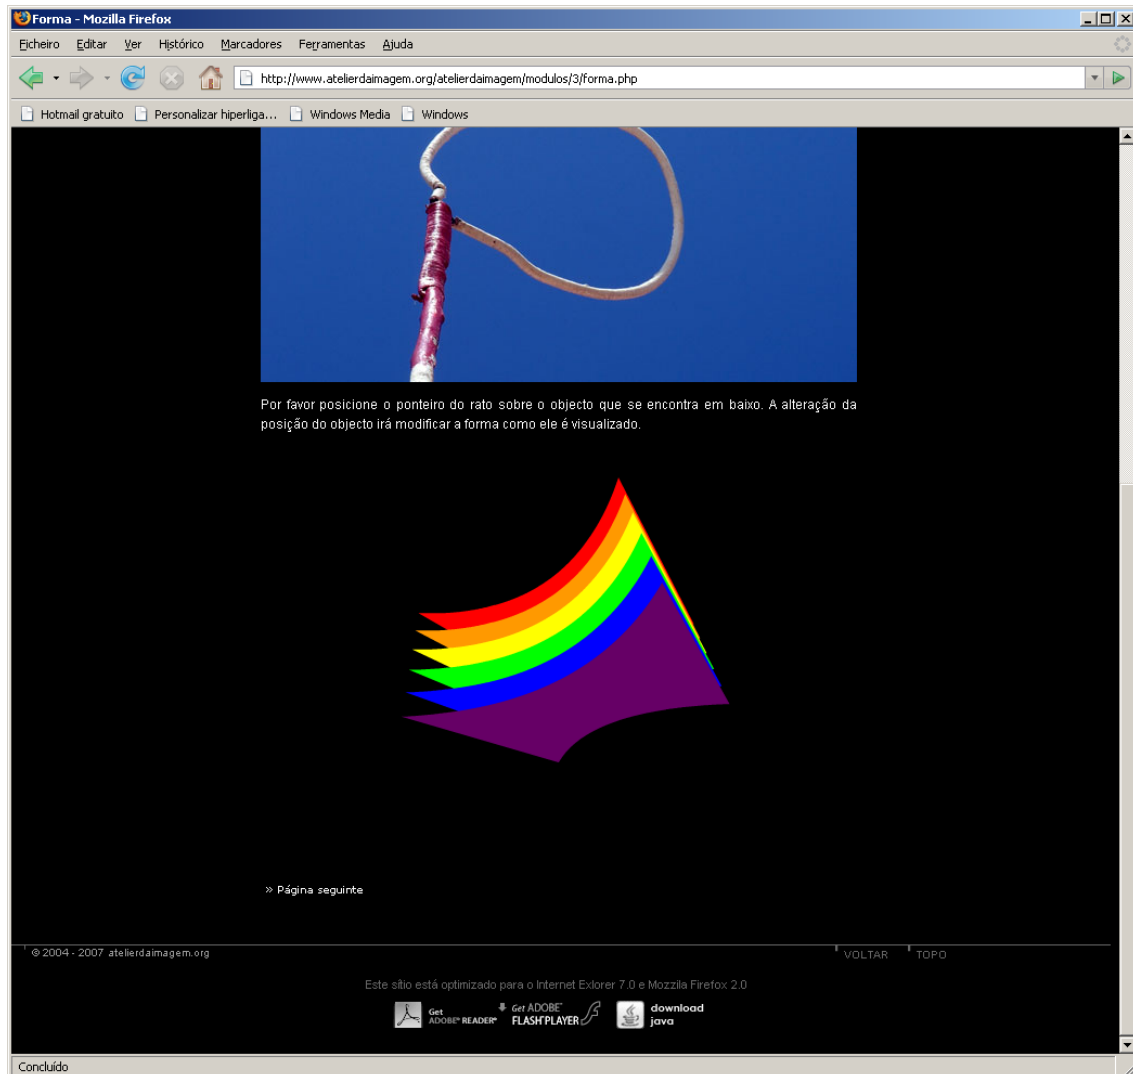 Forma - Mozilla Firefox
Ficheiro Editar Ver Histórico Marcadores Ferramentas Ajuda
http://www.atelierdaimagem.org/atelierdaimagem/modulos/3/forma.php
Hotmail gratuito Personalizar hiperliga... Windows Media Windows
Por favor posicione o ponteiro do rato sobre o objecto que se encontra em baixo. A alteração da
posição do objecto irá modificar a forma como ele é visualizado.
» Página seguinte
© 2004 - 2007 atelierdaimagem.org VOLTAR TOPO
Este sítio está optimizado para o Internet Exlorer 7.0 e Mozzila Firefox 2.0
Get ADOBE® READER®
Get ADOBE® FLASH® PLAYER
download java
Concluído